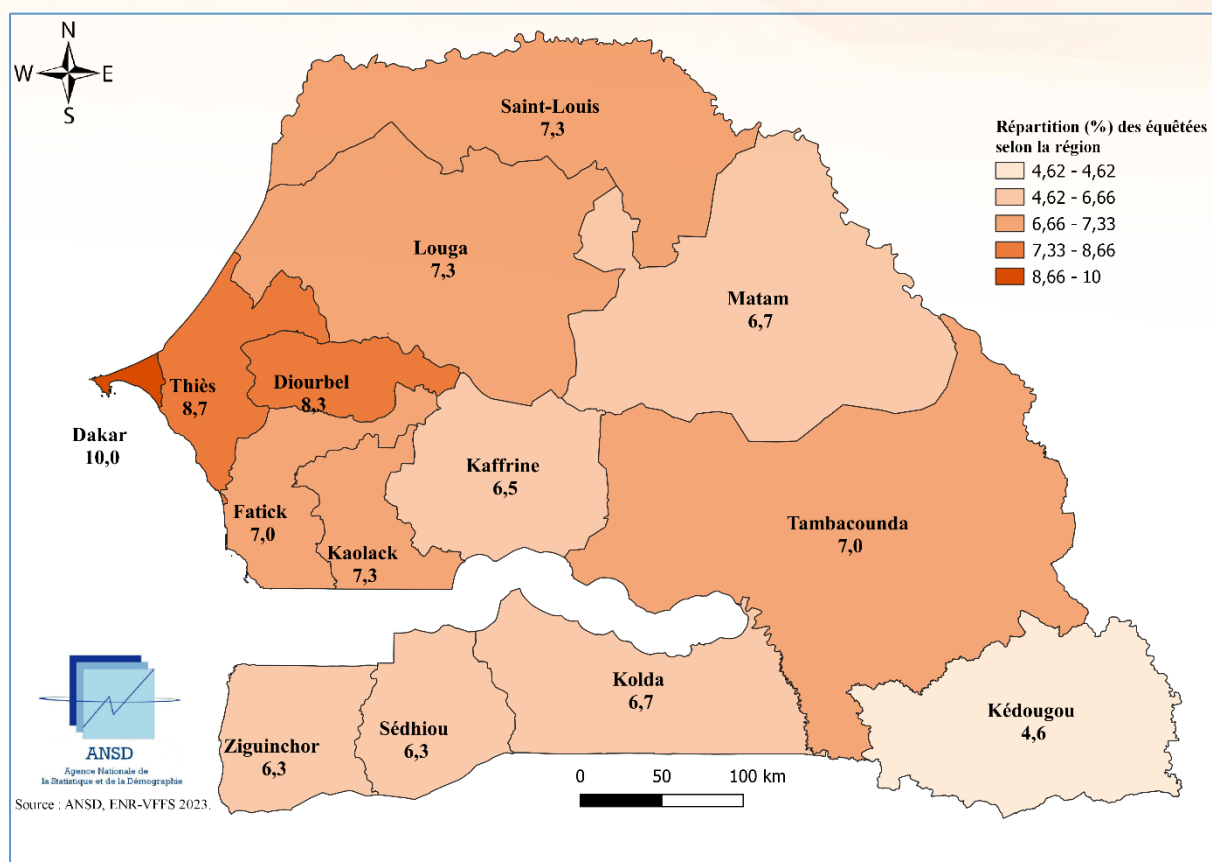 N
W E
S
Saint-Louis
7,3
Répartition (%) des équêtées
selon la région
4,62 - 4,62
4,62 - 6,66
6,66 - 7,33
7,33 - 8,66
8,66 - 10
Louga
7,3
Matam
6,7
Thiès
8,7
Diourbel
8,3
Dakar
10,0
Kaffrine
6,5
Fatick
7,0
Kaolack
7,3
Tambacounda
7,0
Kolda
6,7
Kédougou
4,6
Sédhiou
6,3
Ziguinchor
6,3
ANSD
Agence Nationale de
la Statistique et de la Démographie
0 50 100 km
Source : ANSD, ENR-VFFS 2023.